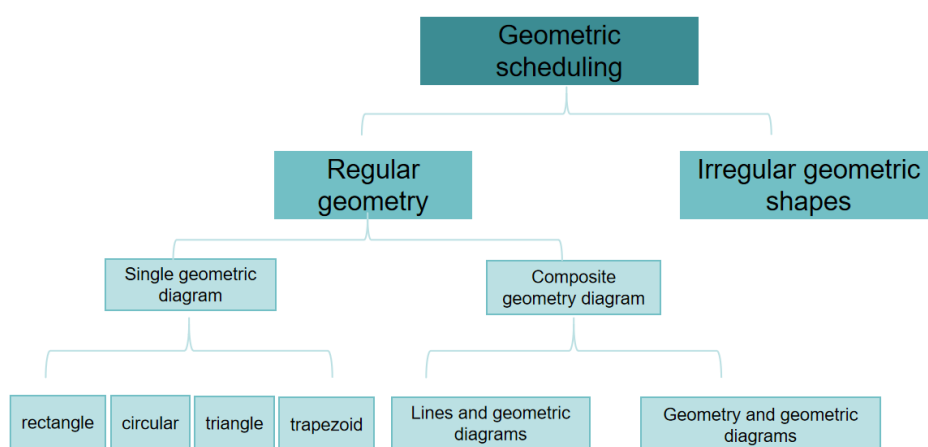 Geometric
scheduling
Regular
geometry
Irregular geometric
shapes
Single geometric
diagram
Composite
geometry diagram
rectangle
circular
triangle
trapezoid
Lines and geometric
diagrams
Geometry and geometric
diagrams